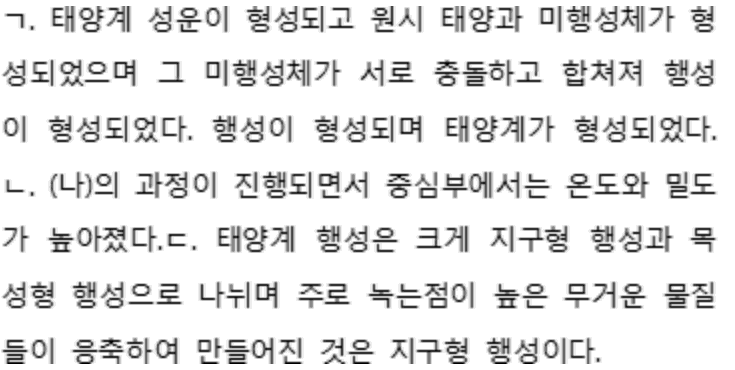 ㄱ. 태양계 성운이 형성되고 원시 태양과 미행성체가 형
성되었으며 그 미행성체가 서로 충돌하고 합쳐져 행성
이 형성되었다. 행성이 형성되며 태양계가 형성되었다.
ㄴ. (나)의 과정이 진행되면서 중심부에서는 온도와 밀도
가 높아졌다.ㄷ. 태양계 행성은 크게 지구형 행성과 목
성형 행성으로 나뉘며 주로 녹는점이 높은 무거운 물질
들이 응축하여 만들어진 것은 지구형 행성이다.